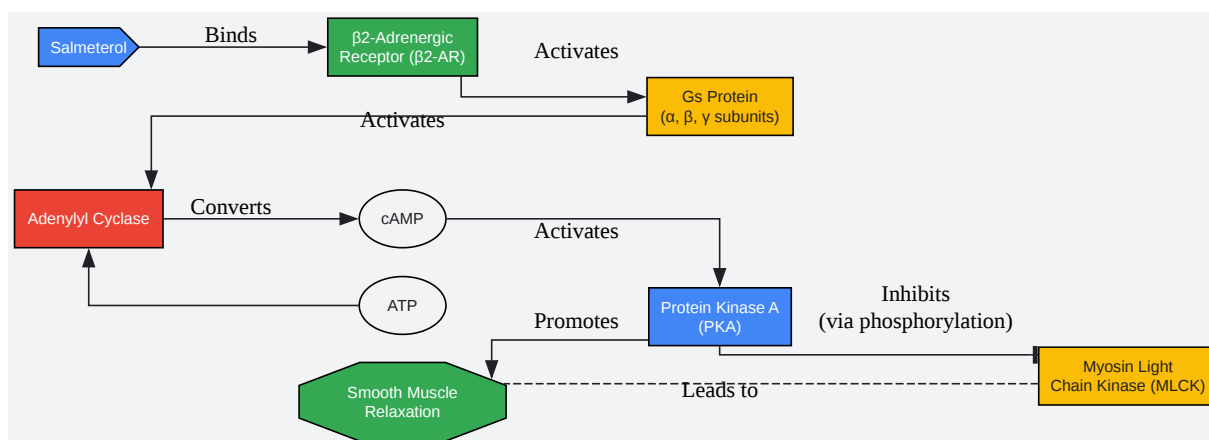 Salmeterol
Binds
β2-Adrenergic
Receptor (β2-AR)
Activates
Gs Protein
(α, β, γ subunits)
Activates
Adenylyl Cyclase
Converts
cAMP
Activates
ATP
Protein Kinase A
(PKA)
Inhibits
(via phosphorylation)
Promotes
Myosin Light
Chain Kinase (MLCK)
Smooth Muscle
Relaxation
Leads to